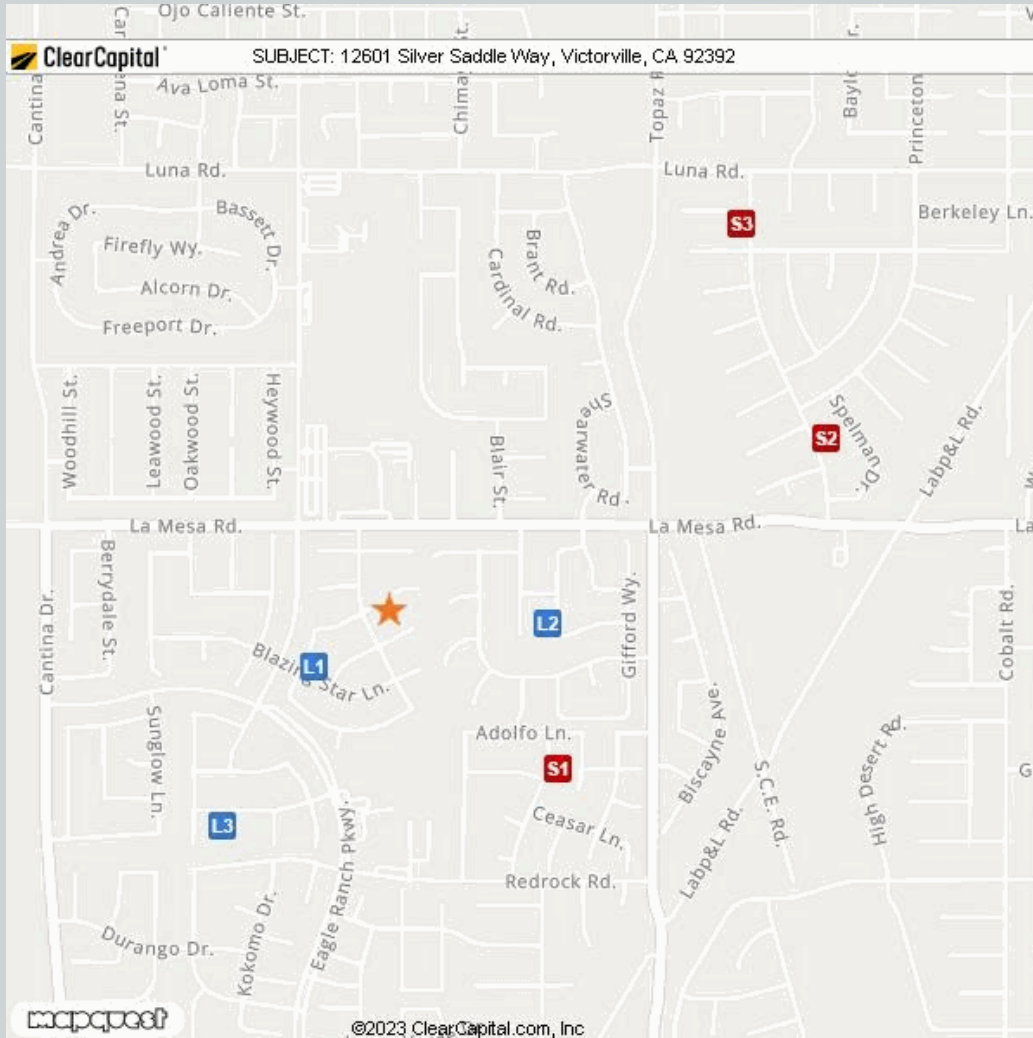 Ojo Caliente St.
ClearCapital
SUBJECT: 12601 Silver Saddle Way, Victorville, CA 92392
Cantina
Ava Loma St.
Luna Rd.
Luna Rd.
Princeton
Andrea Dr.
Bassett Dr.
Firefly Wy.
Alcorn Dr.
Freeport Dr.
Brant Rd.
Cardinal Rd.
S3
Berkeley Ln.
Woodhill St.
Leawood St.
Oakwood St.
Heywood St.
Blair St.
Shearwater Rd.
S2
Spelman Dr.
Labp&L Rd.
La Mesa Rd.
La Mesa Rd.
La
Berrydale St.
Cantina Dr.
L2
Gifford Wy.
Cobalt Rd.
L1
Blazing Star Ln.
Biscayne Ave.
Sunglow Ln.
Adolfo Ln.
S1
Ceasar Ln.
S.C.E. Rd.
High Desert Rd.
L3
Labp&L Rd.
Redrock Rd.
Eagle Ranch Pkwy.
Kokomo Dr.
Durango Dr.
mapquest
©2023 ClearCapital.com, Inc